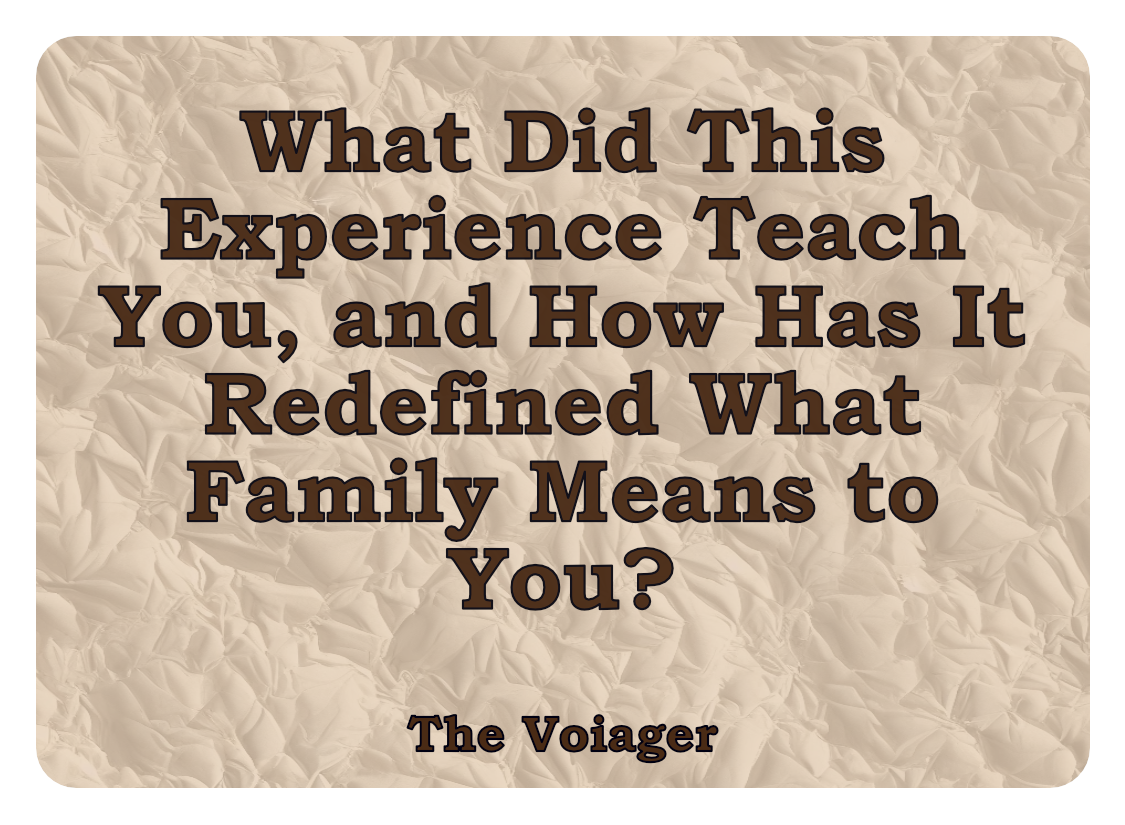 What Did This
Experience Teach
You, and How Has It
Redefined What
Family Means to
You?
The Voiager